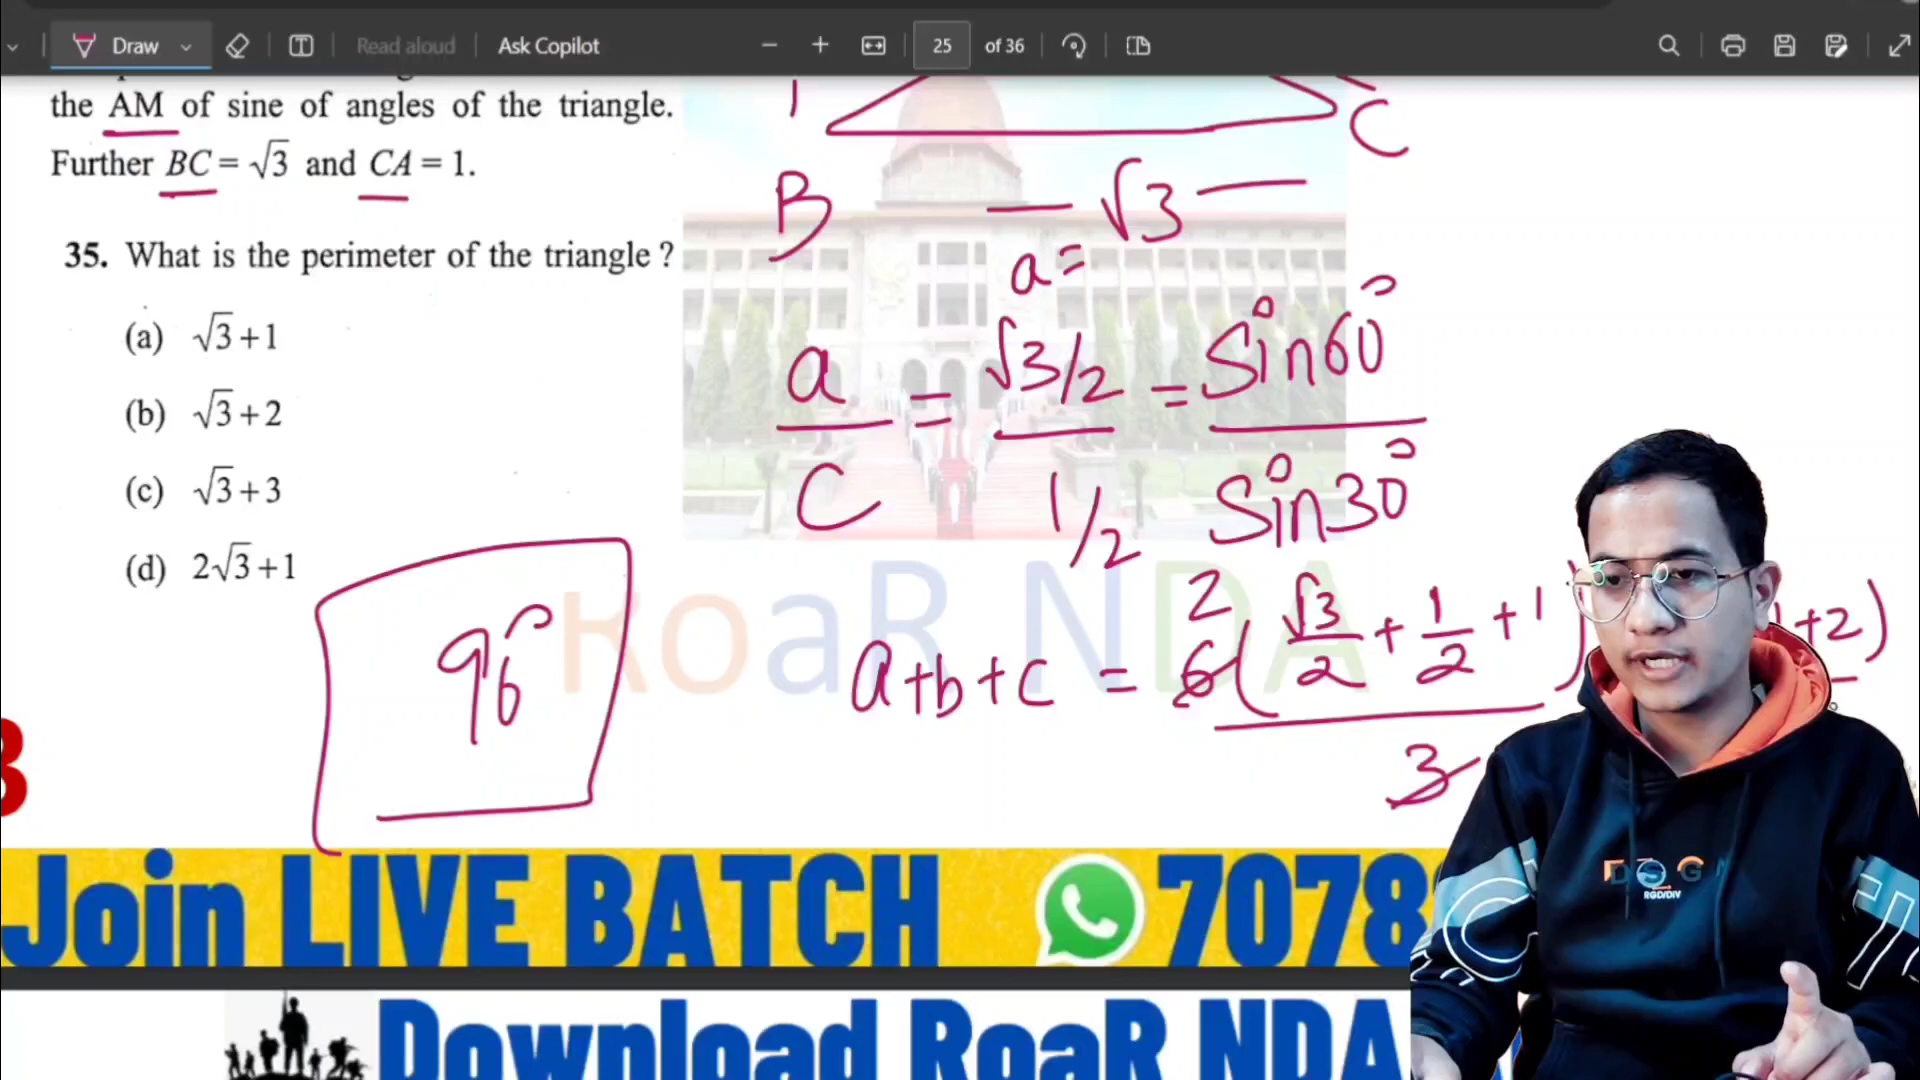 Draw
Read aloud
Ask Copilot
25
of 36
the AM of sine of angles of the triangle.
Further BC = √3 and CA = 1.
35. What is the perimeter of the triangle ?
(a) √3+1
(b) √3+2
(c) √3+3
(d) 2√3+1
C
B
√3
a =
a/C = (√3/2)/(1/2) = Sin60°/Sin30°
2
a+b+c = 6(√3/2 + 1/2 + 1)/3
+2)
RoaR NDA
Join LIVE BATCH
7078
Download RoaR NDA
RGD/DIV